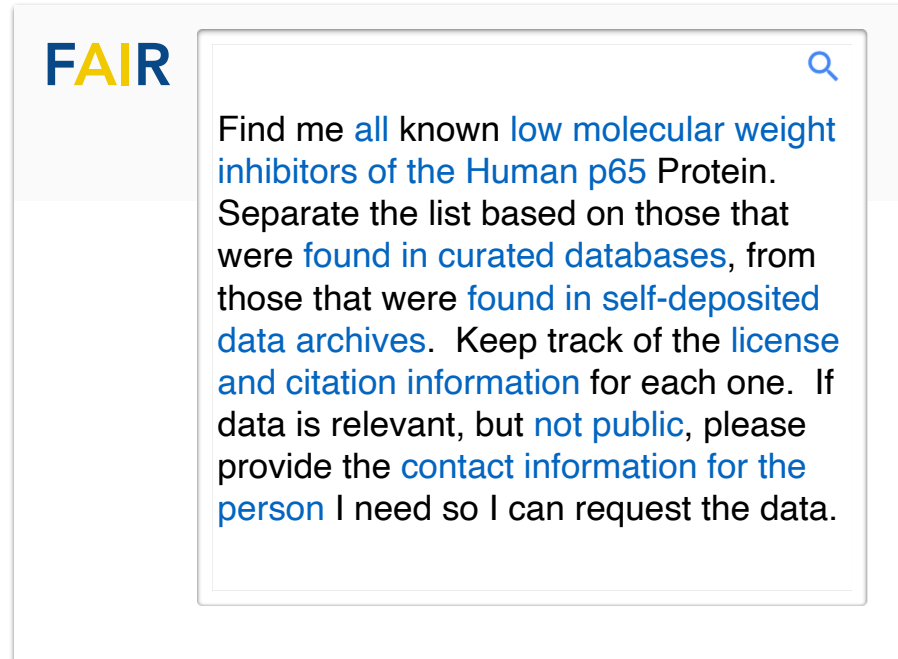 FAIR
Find me all known low molecular weight
inhibitors of the Human p65 Protein.
Separate the list based on those that
were found in curated databases, from
those that were found in self-deposited
data archives.  Keep track of the license
and citation information for each one.  If
data is relevant, but not public, please
provide the contact information for the
person I need so I can request the data.